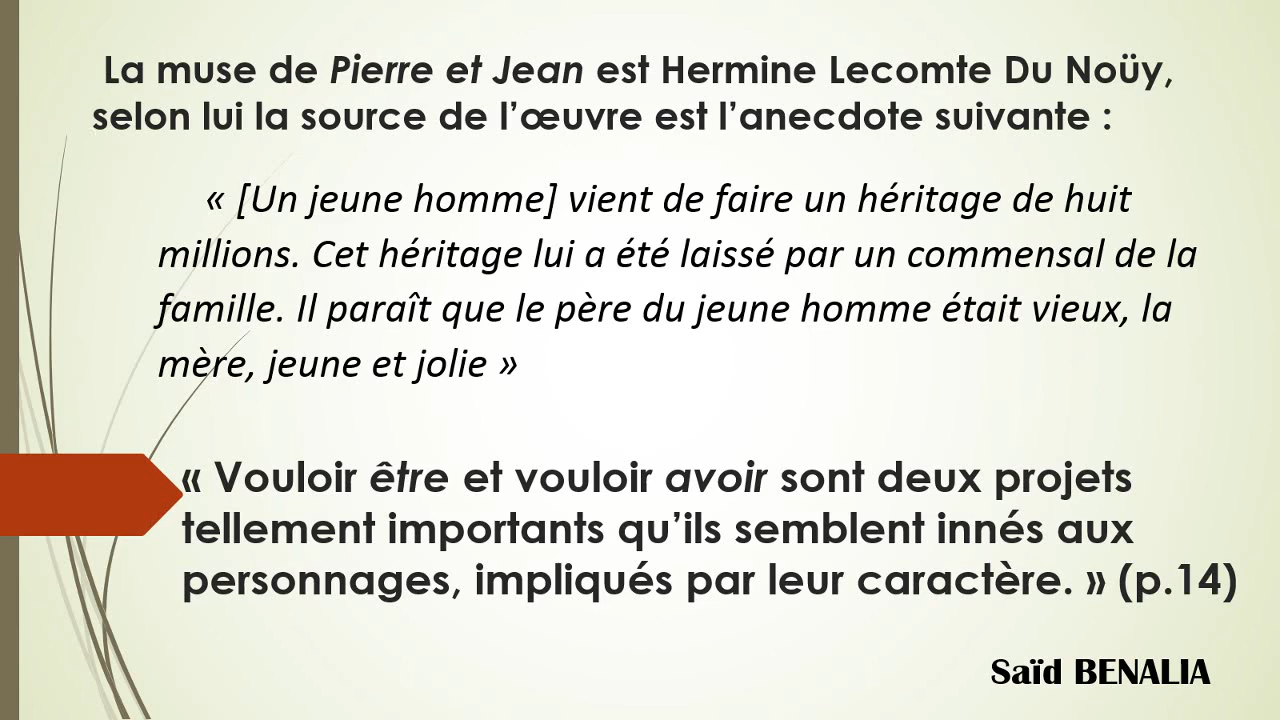 La muse de Pierre et Jean est Hermine Lecomte Du Noüy,
selon lui la source de l’œuvre est l’anecdote suivante :
« [Un jeune homme] vient de faire un héritage de huit
millions. Cet héritage lui a été laissé par un commensal de la
famille. Il paraît que le père du jeune homme était vieux, la
mère, jeune et jolie »
« Vouloir être et vouloir avoir sont deux projets
tellement importants qu’ils semblent innés aux
personnages, impliqués par leur caractère. » (p.14)
Saïd BENALIA